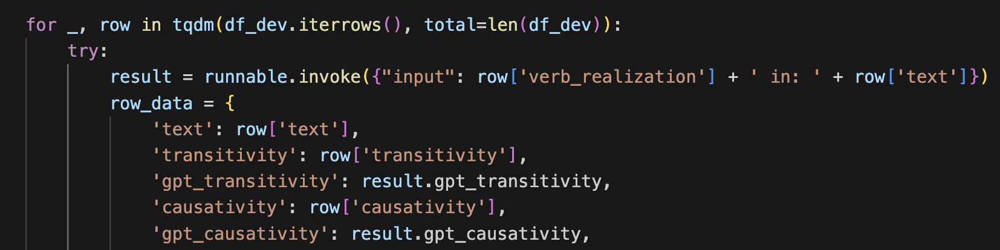 for _, row in tqdm(df_dev.iterrows(), total=len(df_dev)):
try:
result = runnable.invoke({"input": row['verb_realization'] + ' in: ' + row['text']})
row_data = {
'text': row['text'],
'transitivity': row['transitivity'],
'gpt_transitivity': result.gpt_transitivity,
'causativity': row['causativity'],
'gpt_causativity': result.gpt_causativity,